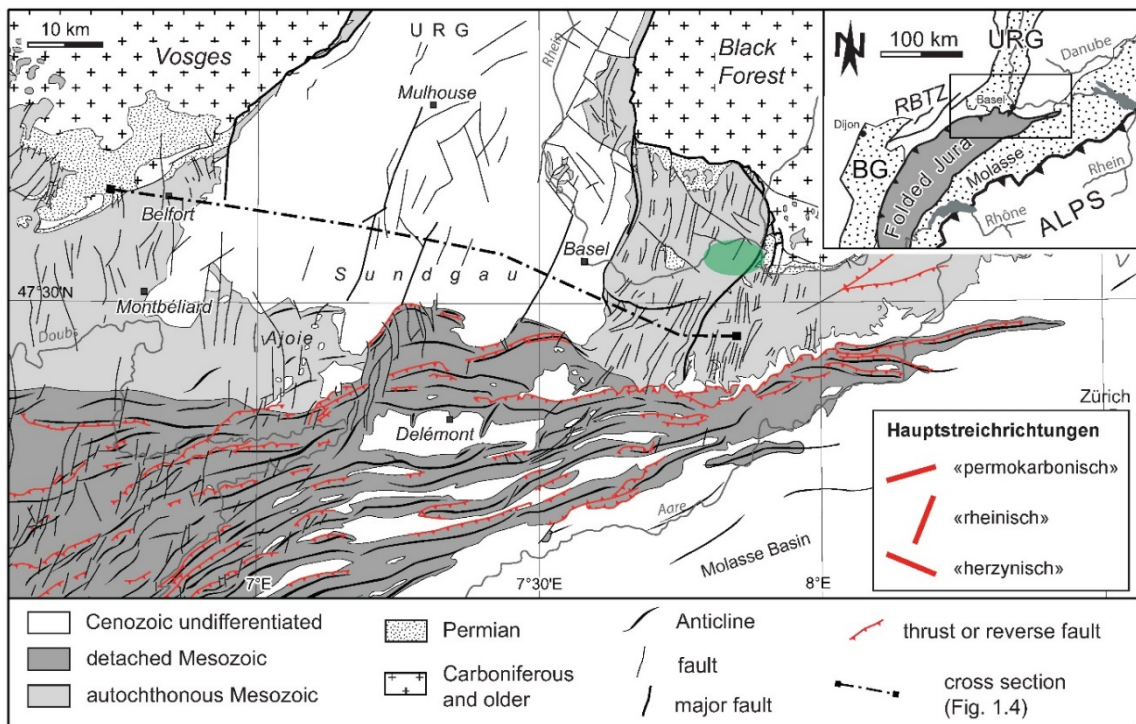 10 km
Vosges
URG
Mulhouse
Rhein
Black
Forest
Belfort
Basel
Sundgau
47°30'N
Montbéliard
Doubs
Ajoie
Delémont
Aare
Zürich
Molasse Basin
7°E
7°30'E
8°E
N
100 km
URG
Danube
RBTZ
Basel
Dijon
BG
Folded Jura
Molasse
Rhein
Rhône
ALPS
Hauptstreichrichtungen
«permokarbonisch»
«rheinisch»
«herzynisch»
Cenozoic undifferentiated
detached Mesozoic
autochthonous Mesozoic
Permian
Carboniferous
and older
Anticline
fault
major fault
thrust or reverse fault
cross section
(Fig. 1.4)